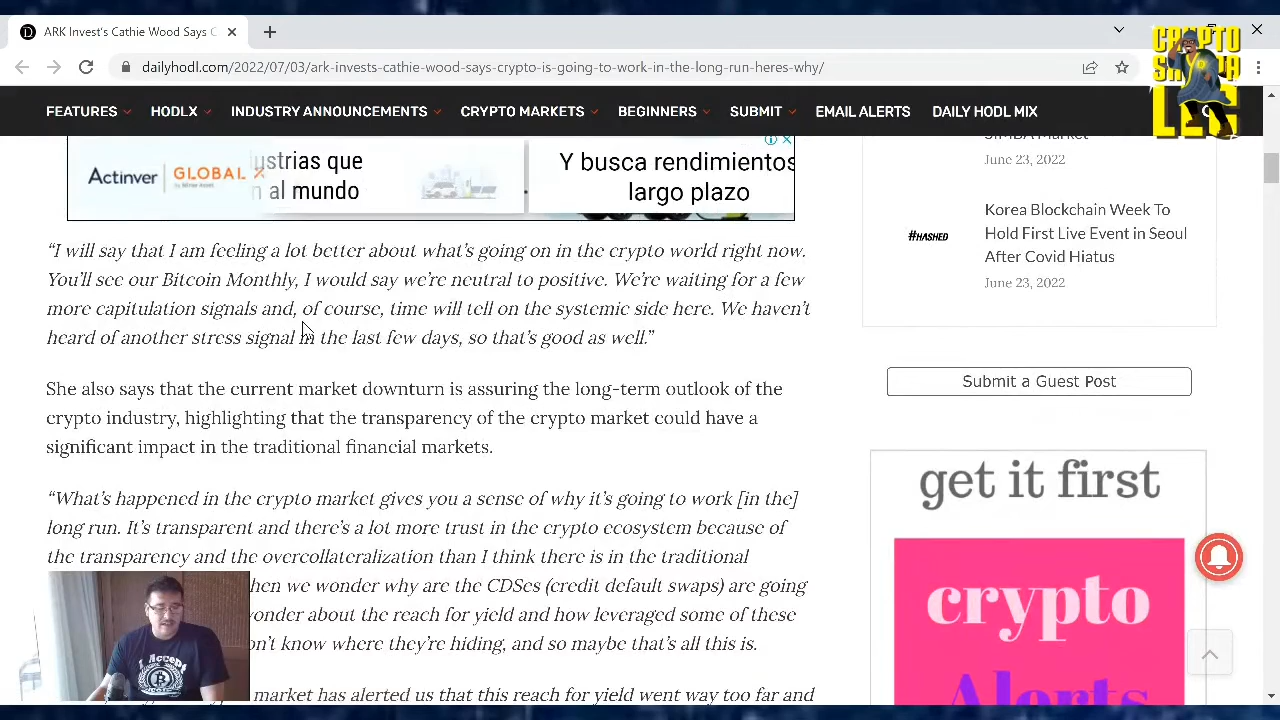 ARK Invest's Cathie Wood Says C
dailyhodl.com/2022/07/03/ark-invests-cathie-wood-says-crypto-is-going-to-work-in-the-long-run-heres-why/
CRYPTO
FEATURES
HODLX
INDUSTRY ANNOUNCEMENTS
CRYPTO MARKETS
BEGINNERS
SUBMIT
EMAIL ALERTS
DAILY HODL MIX
Actinver | GLOBAL
ustrias que
al mundo
Y busca rendimientos
largo plazo
SIMBA Market
June 23, 2022
#HASHED
Korea Blockchain Week To
Hold First Live Event in Seoul
After Covid Hiatus
June 23, 2022
“I will say that I am feeling a lot better about what’s going on in the crypto world right now.
You’ll see our Bitcoin Monthly, I would say we’re neutral to positive. We’re waiting for a few
more capitulation signals and, of course, time will tell on the systemic side here. We haven’t
heard of another stress signal in the last few days, so that’s good as well.”
She also says that the current market downturn is assuring the long-term outlook of the
crypto industry, highlighting that the transparency of the crypto market could have a
significant impact in the traditional financial markets.
“What’s happened in the crypto market gives you a sense of why it’s going to work [in the]
long run. It’s transparent and there’s a lot more trust in the crypto ecosystem because of
the transparency and the overcollateralization than I think there is in the traditional
hen we wonder why are the CDSes (credit default swaps) are going
wonder about the reach for yield and how leveraged some of these
on’t know where they’re hiding, and so maybe that’s all this is.
market has alerted us that this reach for yield went way too far and
Submit a Guest Post
get it first
crypto
Alerts
Accept